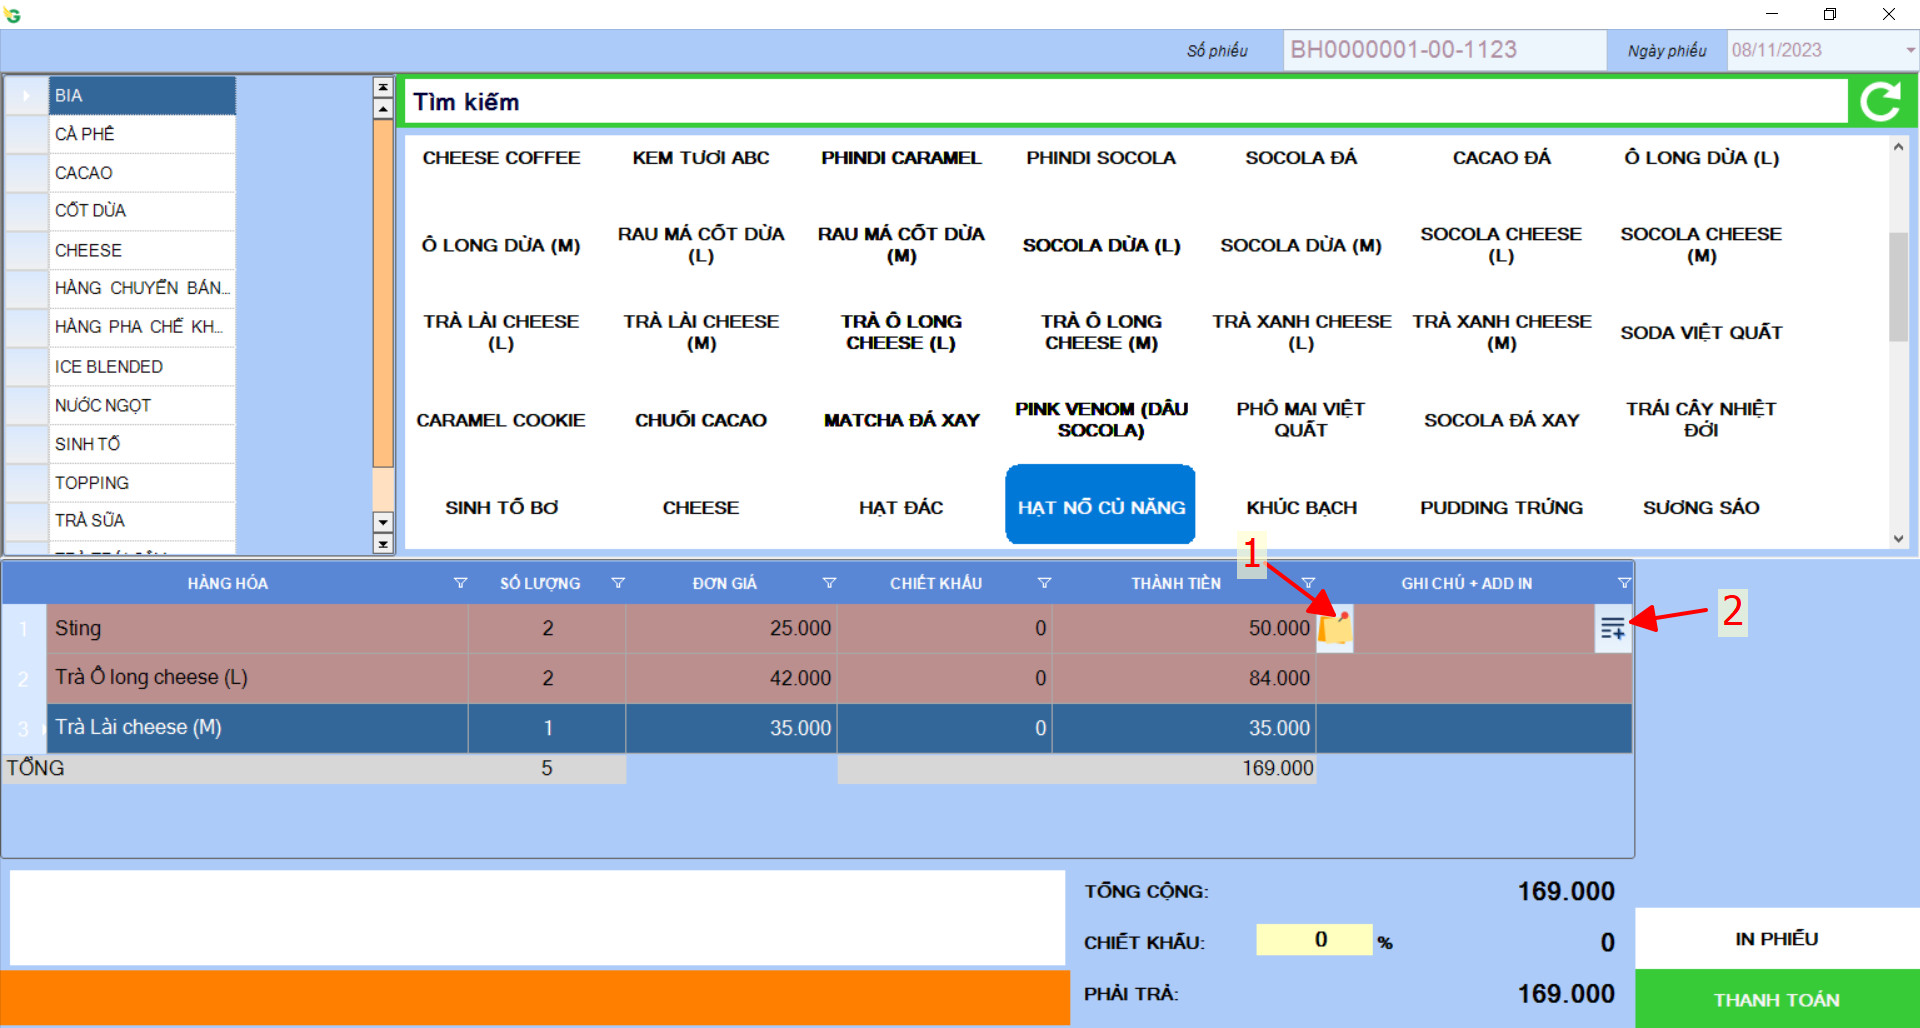 Số phiếu BH0000001-00-1123 Ngày phiếu 08/11/2023
BIA
CÀ PHÊ
CACAO
CỐT DỪA
CHEESE
HÀNG CHUYỂN BÁN...
HÀNG PHA CHẾ KH...
ICE BLENDED
NƯỚC NGỌT
SINH TỐ
TOPPING
TRÀ SỮA
Tìm kiếm
CHEESE COFFEE KEM TƯƠI ABC PHINDI CARAMEL PHINDI SOCOLA SOCOLA ĐÁ CACAO ĐÁ Ô LONG DỪA (L)
Ô LONG DỪA (M) RAU MÁ CỐT DỪA (L) RAU MÁ CỐT DỪA (M) SOCOLA DỪA (L) SOCOLA DỪA (M) SOCOLA CHEESE (L) SOCOLA CHEESE (M)
TRÀ LÀI CHEESE (L) TRÀ LÀI CHEESE (M) TRÀ Ô LONG CHEESE (L) TRÀ Ô LONG CHEESE (M) TRÀ XANH CHEESE (L) TRÀ XANH CHEESE (M) SODA VIỆT QUẤT
CARAMEL COOKIE CHUỐI CACAO MATCHA ĐÁ XAY PINK VENOM (DÂU SOCOLA) PHÔ MAI VIỆT QUẤT SOCOLA ĐÁ XAY TRÁI CÂY NHIỆT ĐỚI
SINH TỐ BƠ CHEESE HẠT ĐÁC HẠT NỔ CỦ NĂNG KHÚC BẠCH PUDDING TRỨNG SƯƠNG SÁO
1
HÀNG HÓA SỐ LƯỢNG ĐƠN GIÁ CHIẾT KHẤU THÀNH TIỀN GHI CHÚ + ADD IN
1 Sting 2 25.000 0 50.000
2
2 Trà Ô long cheese (L) 2 42.000 0 84.000
3 Trà Lài cheese (M) 1 35.000 0 35.000
TỔNG 5 169.000
TỔNG CỘNG: 169.000
CHIẾT KHẤU: 0 % 0
PHẢI TRẢ: 169.000
IN PHIẾU
THANH TOÁN